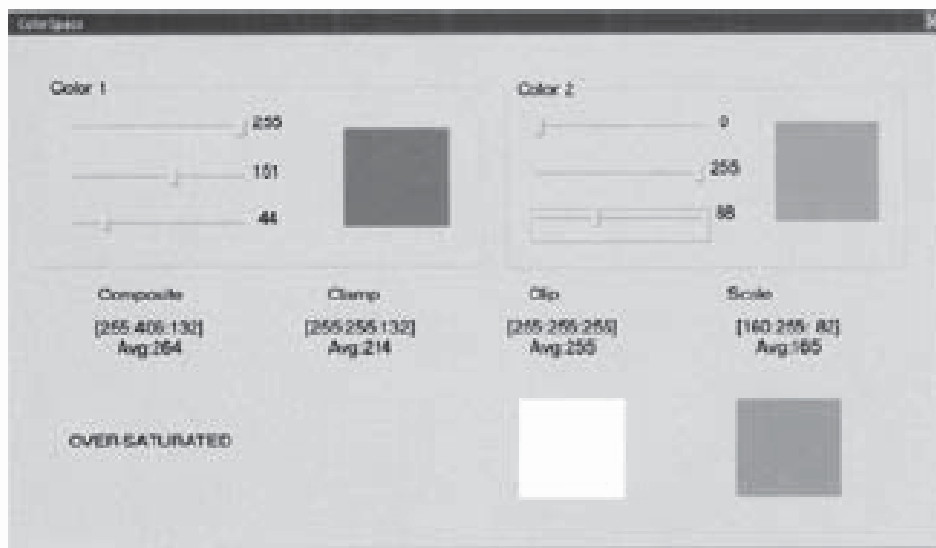 ColorSpace
Color 1
Color 2
255
0
151
255
44
88
Composite
Clamp
Clip
Scale
[255:406:132]
[255:255:132]
[255:255:255]
[160:255: 82]
Avg:264
Avg:214
Avg:255
Avg:165
OVER-SATURATED